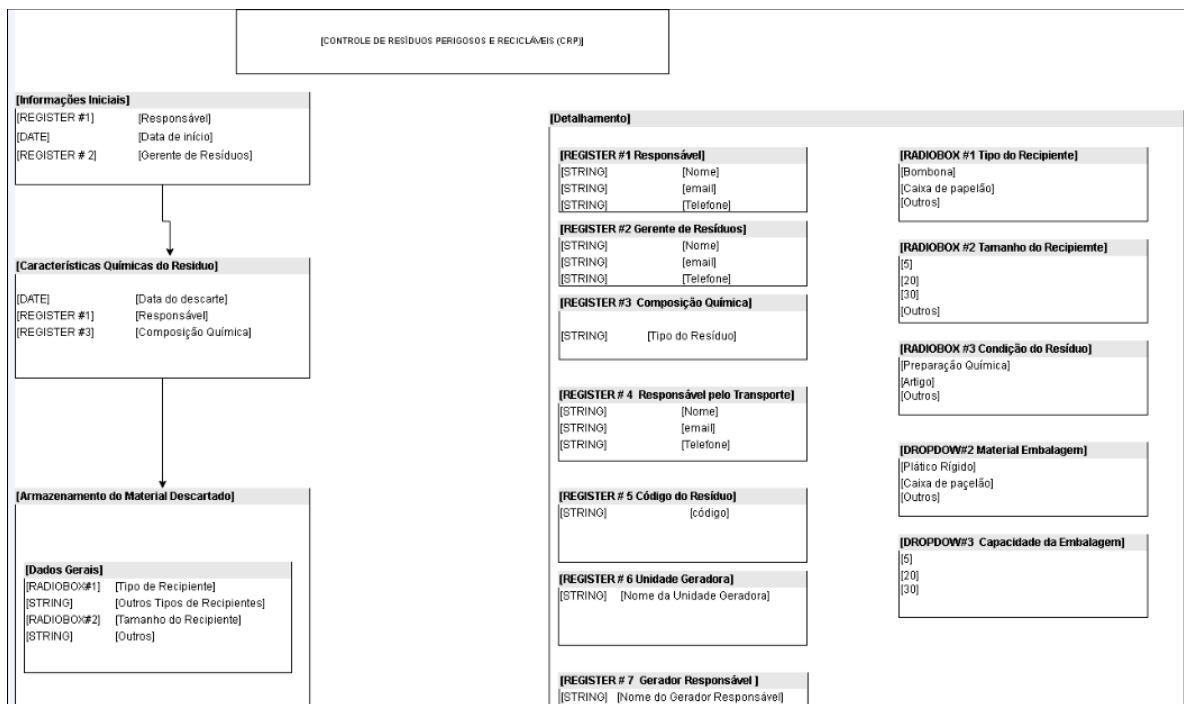 [CONTROLE DE RESÍDUOS PERIGOSOS E RECICLÁVEIS (CRP)]
[Informações Iniciais]
[REGISTER #1] [Responsável]
[DATE] [Data de início]
[REGISTER # 2] [Gerente de Resíduos]
[Características Químicas do Resíduo]
[DATE] [Data do descarte]
[REGISTER #1] [Responsável]
[REGISTER #3] [Composição Química]
[Armazenamento do Material Descartado]
[Dados Gerais]
[RADIOBOX#1] [Tipo de Recipiente]
[STRING] [Outros Tipos de Recipientes]
[RADIOBOX#2] [Tamanho do Recipiente]
[STRING] [Outros]
[Detalhamento]
[REGISTER #1 Responsável]
[STRING] [Nome]
[STRING] [email]
[STRING] [Telefone]
[REGISTER #2 Gerente de Resíduos]
[STRING] [Nome]
[STRING] [email]
[STRING] [Telefone]
[REGISTER #3 Composição Química]
[STRING] [Tipo do Resíduo]
[REGISTER # 4 Responsável pelo Transporte]
[STRING] [Nome]
[STRING] [email]
[STRING] [Telefone]
[REGISTER # 5 Código do Resíduo]
[STRING] [código]
[REGISTER # 6 Unidade Geradora]
[STRING] [Nome da Unidade Geradora]
[REGISTER # 7 Gerador Responsável ]
[STRING] [Nome do Gerador Responsável]
[RADIOBOX #1 Tipo do Recipiente]
[Bombona]
[Caixa de papelão]
[Outros]
[RADIOBOX #2 Tamanho do Recipiemte]
[5]
[20]
[30]
[Outros]
[RADIOBOX #3 Condição do Resíduo]
[Preparação Química]
[Artigo]
[Outros]
[DROPDOW#2 Material Embalagem]
[Plático Rígido]
[Caixa de paçelão]
[Outros]
[DROPDOW#3 Capacidade da Embalagem]
[5]
[20]
[30]